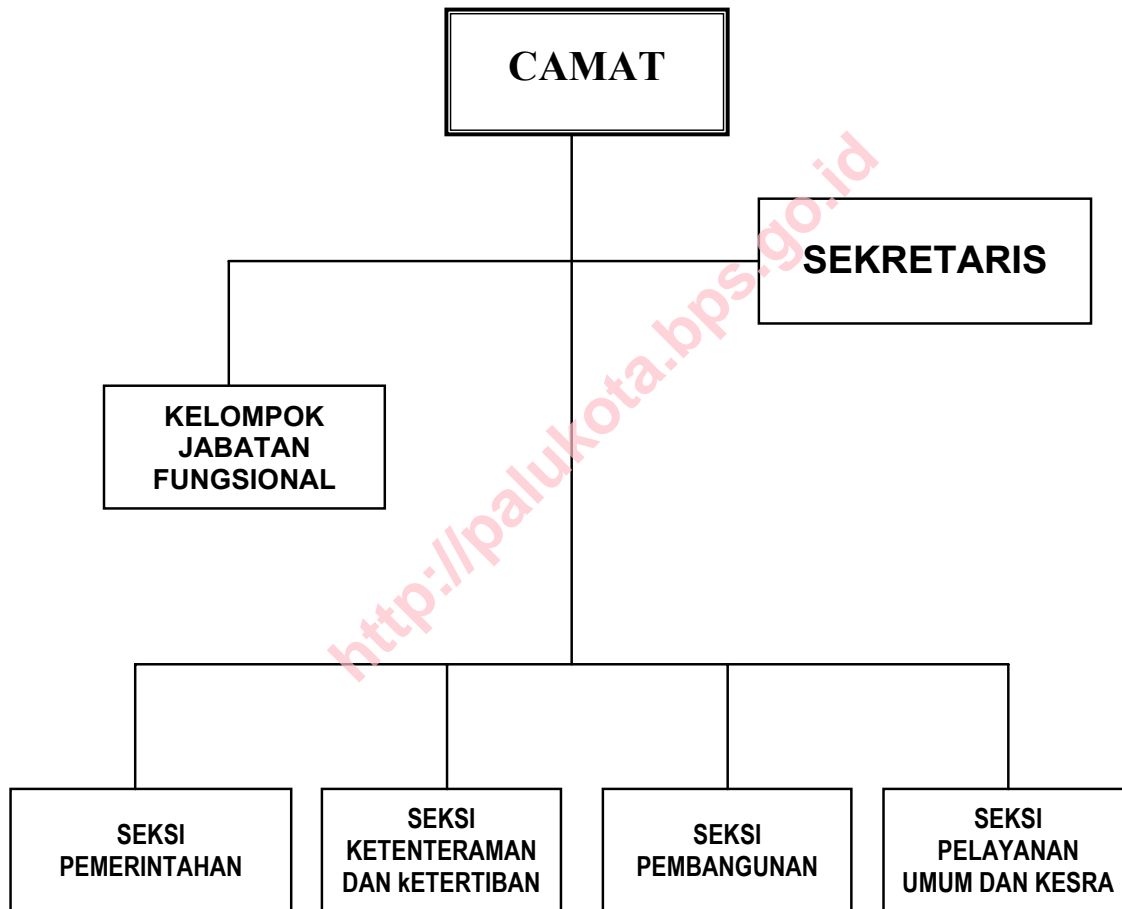 CAMAT
SEKRETARIS
KELOMPOK
JABATAN
FUNGSIONAL
http://palukota.bps.go.id
SEKSI
PEMERINTAHAN
SEKSI
KETENTERAMAN
DAN kETERTIBAN
SEKSI
PEMBANGUNAN
SEKSI
PELAYANAN
UMUM DAN KESRA